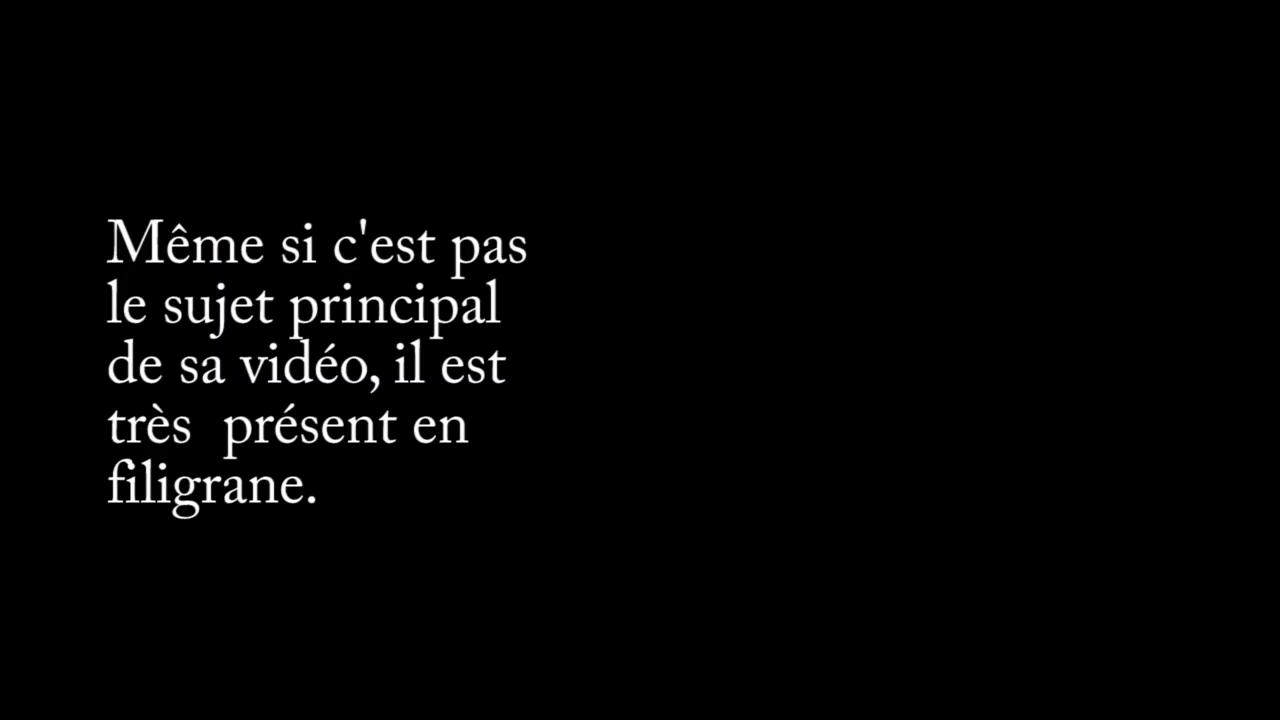 Même si c'est pas
le sujet principal
de sa vidéo, il est
très  présent en
filigrane.